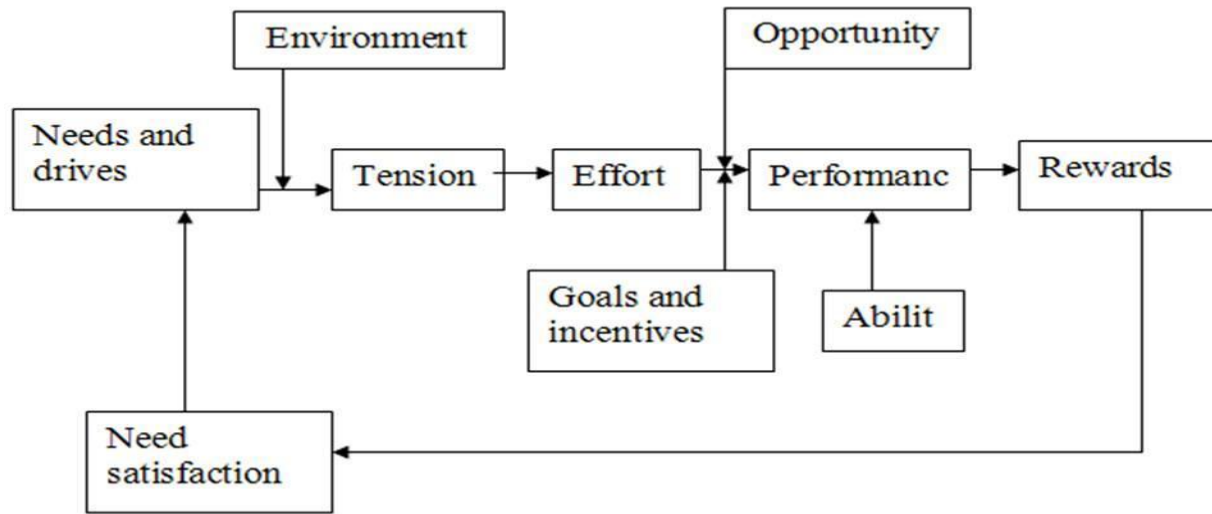 Environment
Opportunity
Needs and
drives
Tension
Effort
Performanc
Rewards
Goals and
incentives
Abilit
Need
satisfaction